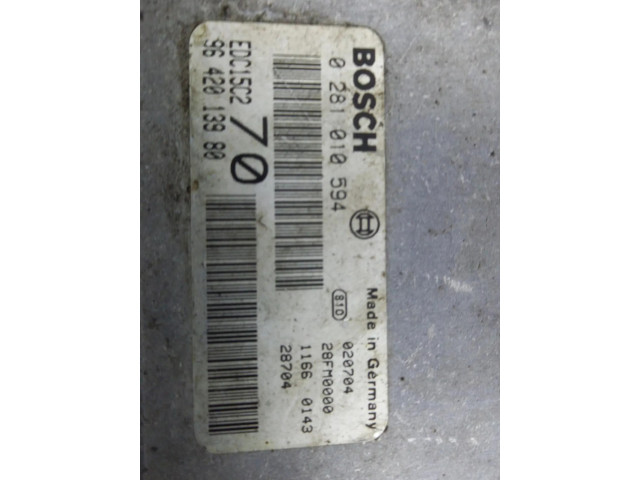 BOSCH
0 281 010 594
70
EDC15C2
96 420 139 80
Made in Germany
810
020704
28FM0000
1166 0143
28704